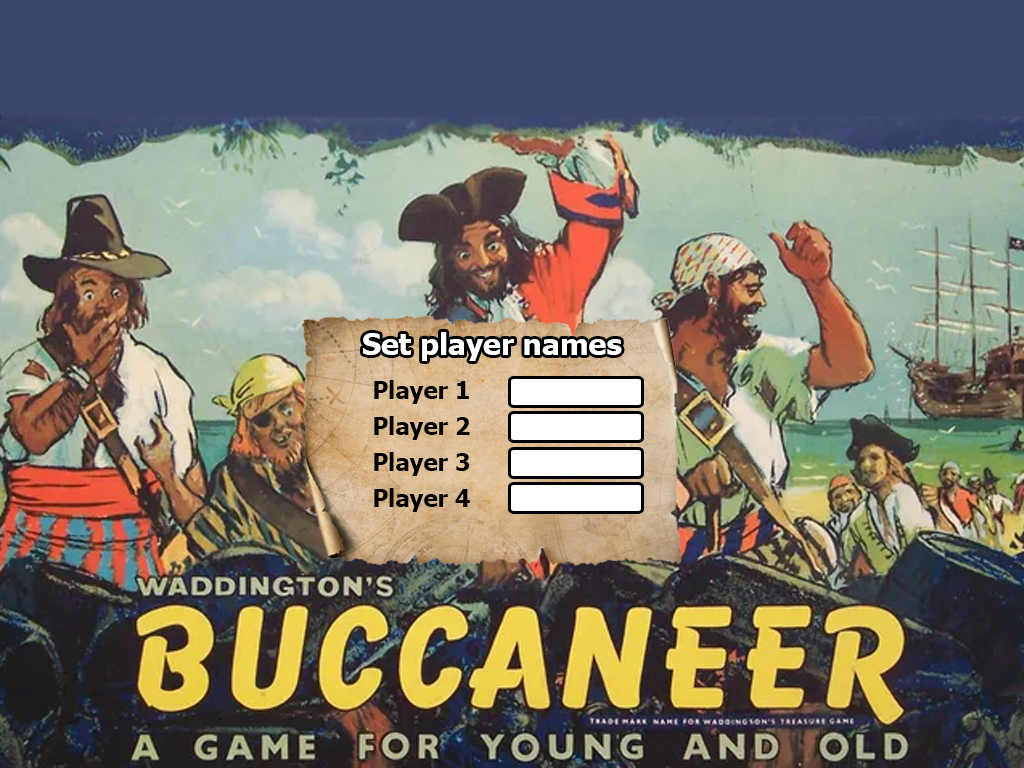 Set player names
Player 1
Player 2
Player 3
Player 4
WADDINGTON'S
BUCCANEER
TRADE MARK NAME FOR WADDINGSON'S TREASURE GAME
A GAME FOR YOUNG AND OLD